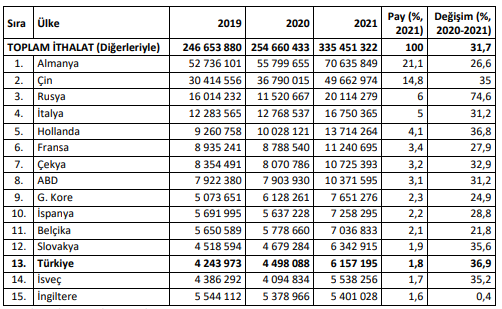 Sıra Ülke 2019 2020 2021 Pay (%, 2021) Değişim (%, 2020-2021)
TOPLAM İTHALAT (Diğerleriyle) 246 653 880 254 660 433 335 451 322 100 31,7
1. Almanya 52 736 101 55 799 655 70 635 849 21,1 26,6
2. Çin 30 414 556 36 790 015 49 662 974 14,8 35
3. Rusya 16 014 232 11 520 667 20 114 279 6 74,6
4. İtalya 12 283 565 12 768 537 16 750 365 5 31,2
5. Hollanda 9 260 758 10 028 121 13 714 264 4,1 36,8
6. Fransa 8 935 241 8 788 540 11 240 695 3,4 27,9
7. Çekya 8 354 491 8 070 786 10 725 393 3,2 32,9
8. ABD 7 922 380 7 903 930 10 371 595 3,1 31,2
9. G. Kore 5 073 651 6 128 261 7 651 276 2,3 24,9
10. İspanya 5 691 995 5 637 228 7 258 295 2,2 28,8
11. Belçika 5 650 589 5 778 660 7 036 833 2,1 21,8
12. Slovakya 4 518 594 4 679 284 6 342 915 1,9 35,6
13. Türkiye 4 243 973 4 498 088 6 157 195 1,8 36,9
14. İsveç 4 386 292 4 094 834 5 538 256 1,7 35,2
15. İngiltere 5 544 112 5 378 966 5 401 028 1,6 0,4